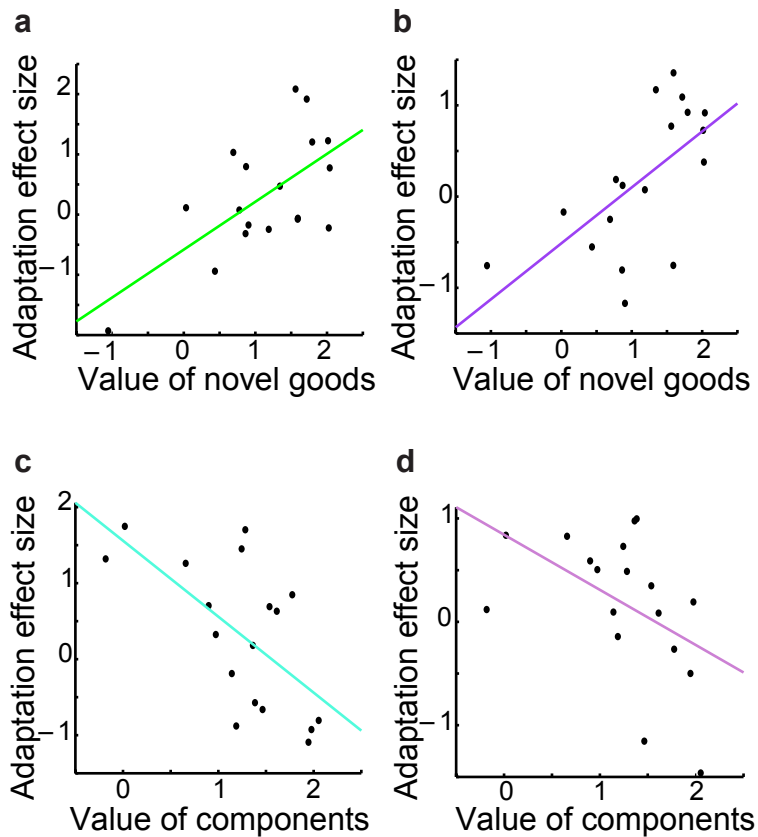 a
Adaptation effect size
2
1
0
−1
−1 0 1 2
Value of novel goods
b
Adaptation effect size
1
0
−1
−1 0 1 2
Value of novel goods
c
Adaptation effect size
2
1
0
−1
0 1 2
Value of components
d
Adaptation effect size
1
0
−1
0 1 2
Value of components